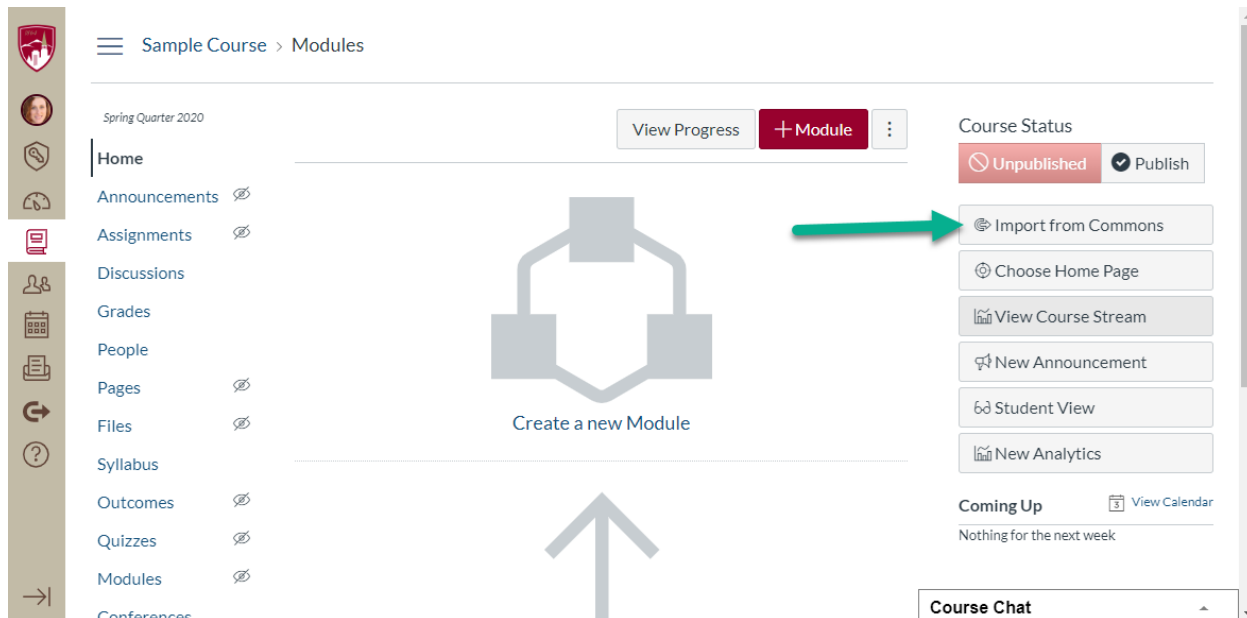 Sample Course > Modules
Spring Quarter 2020
Home
Announcements
Assignments
Discussions
Grades
People
Pages
Files
Syllabus
Outcomes
Quizzes
Modules
Conferences
View Progress
+ Module
Create a new Module
Course Status
Unpublished
Publish
Import from Commons
Choose Home Page
View Course Stream
New Announcement
Student View
New Analytics
Coming Up
3 View Calendar
Nothing for the next week
Course Chat